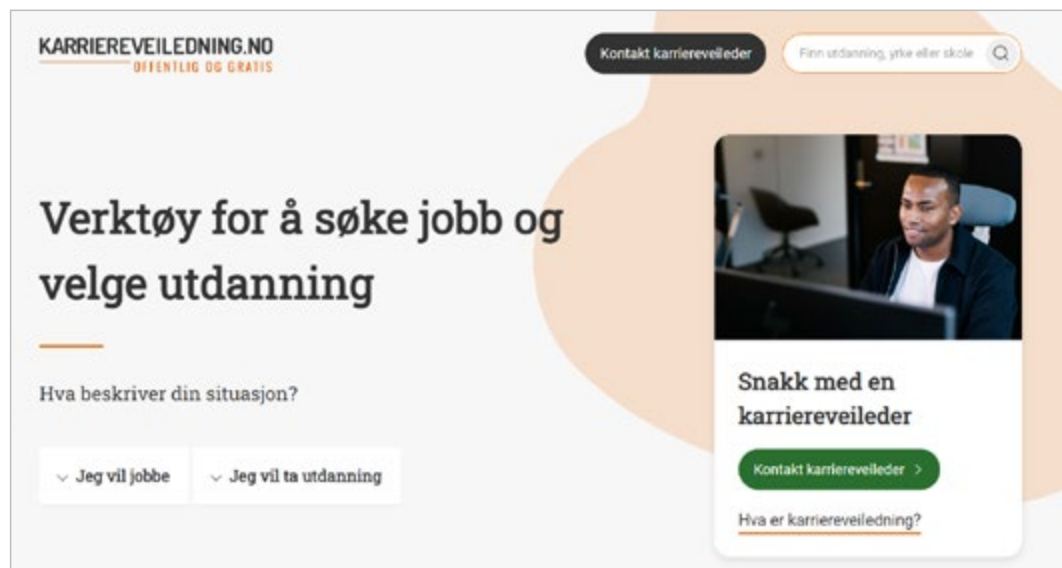 KARRIEREVEILEDNING.NO
OFFENTLIG OG GRATIS
Kontakt karriereveileder
Finn utdanning, yrke eller skole
Verktøy for å søke jobb og
velge utdanning
Hva beskriver din situasjon?
Jeg vil jobbe
Jeg vil ta utdanning
Snakk med en
karriereveileder
Kontakt karriereveileder >
Hva er karriereveiledning?